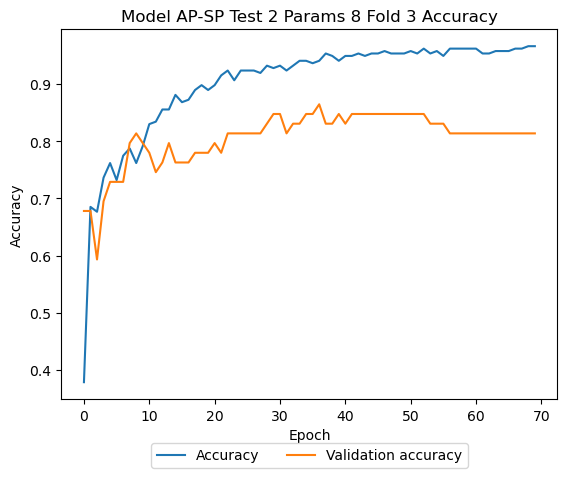 Model AP-SP Test 2 Params 8 Fold 3 Accuracy
Accuracy
0.9
0.8
0.7
0.6
0.5
0.4
0 10 20 30 40 50 60 70
Epoch
Accuracy Validation accuracy